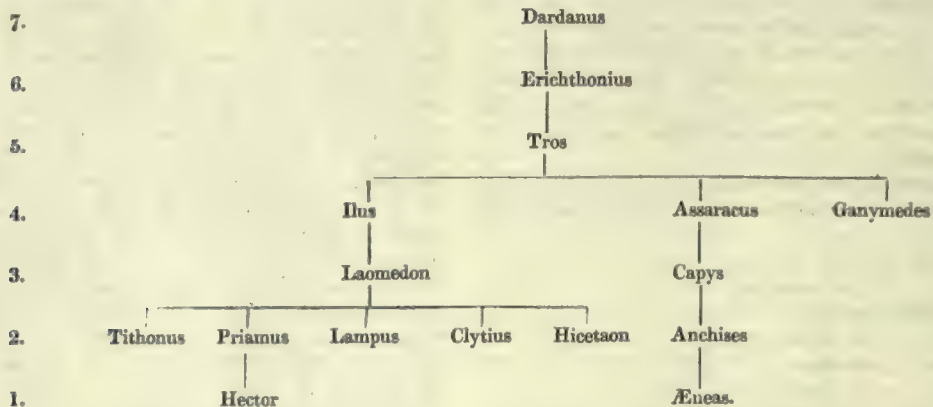 7. Dardanus
6. Erichthonius
5. Tros
4. Ilus Assaracus Ganymedes
3. Laomedon Capys
2. Tithonus Priamus Lampus Clytius Hicetaon Anchises
1. Hector Æneas.